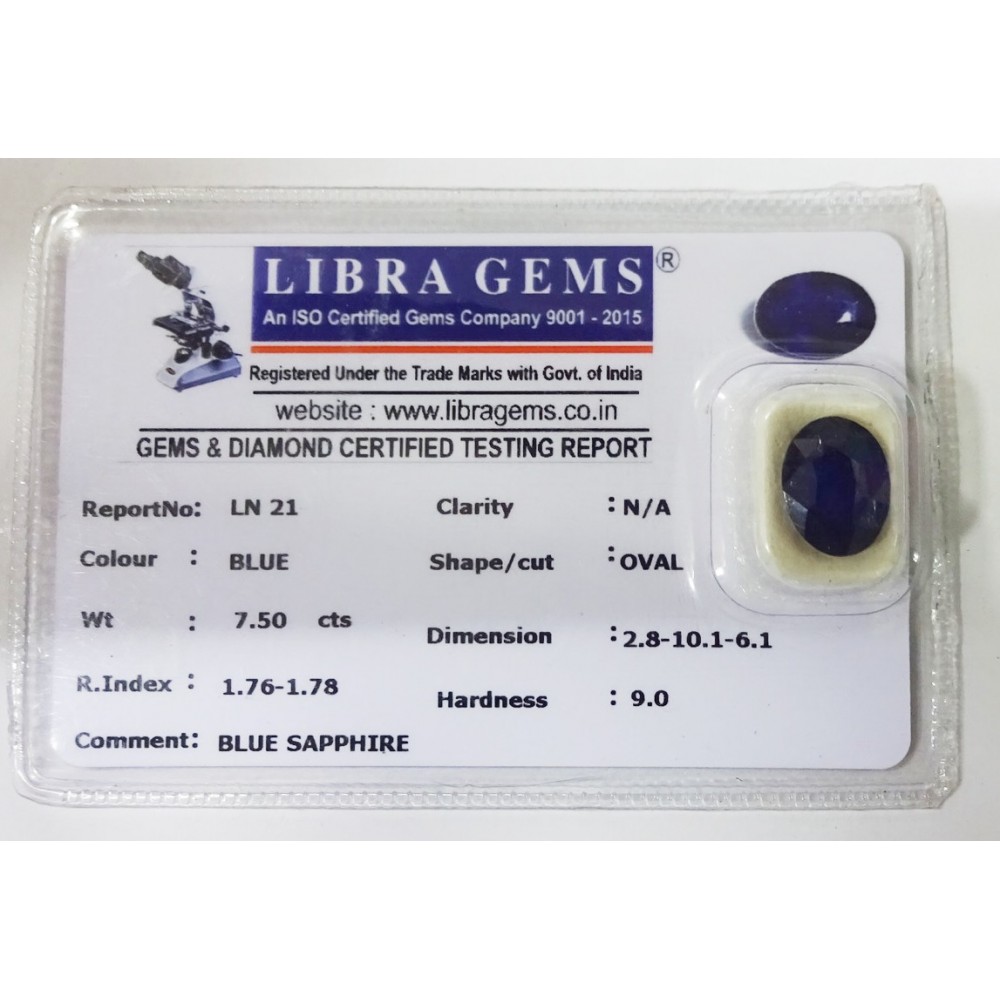 LIBRA GEMS®
An ISO Certified Gems Company 9001 - 2015
Registered Under the Trade Marks with Govt. of India
website : www.libragems.co.in
GEMS & DIAMOND CERTIFIED TESTING REPORT
ReportNo: LN 21 Clarity : N/A
Colour : BLUE Shape/cut : OVAL
Wt : 7.50 cts Dimension : 2.8-10.1-6.1
R.Index : 1.76-1.78 Hardness : 9.0
Comment: BLUE SAPPHIRE